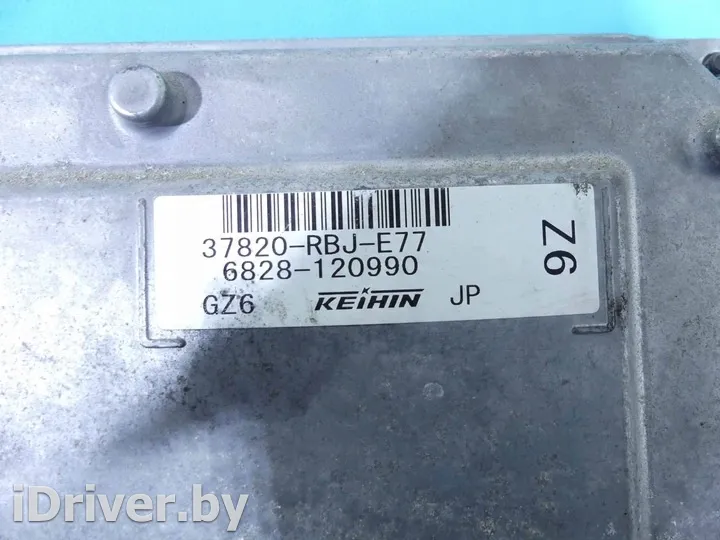 37820-RBJ-E77
6828-120990
GZ6 KEIHIN JP
9Z
iDriver.by